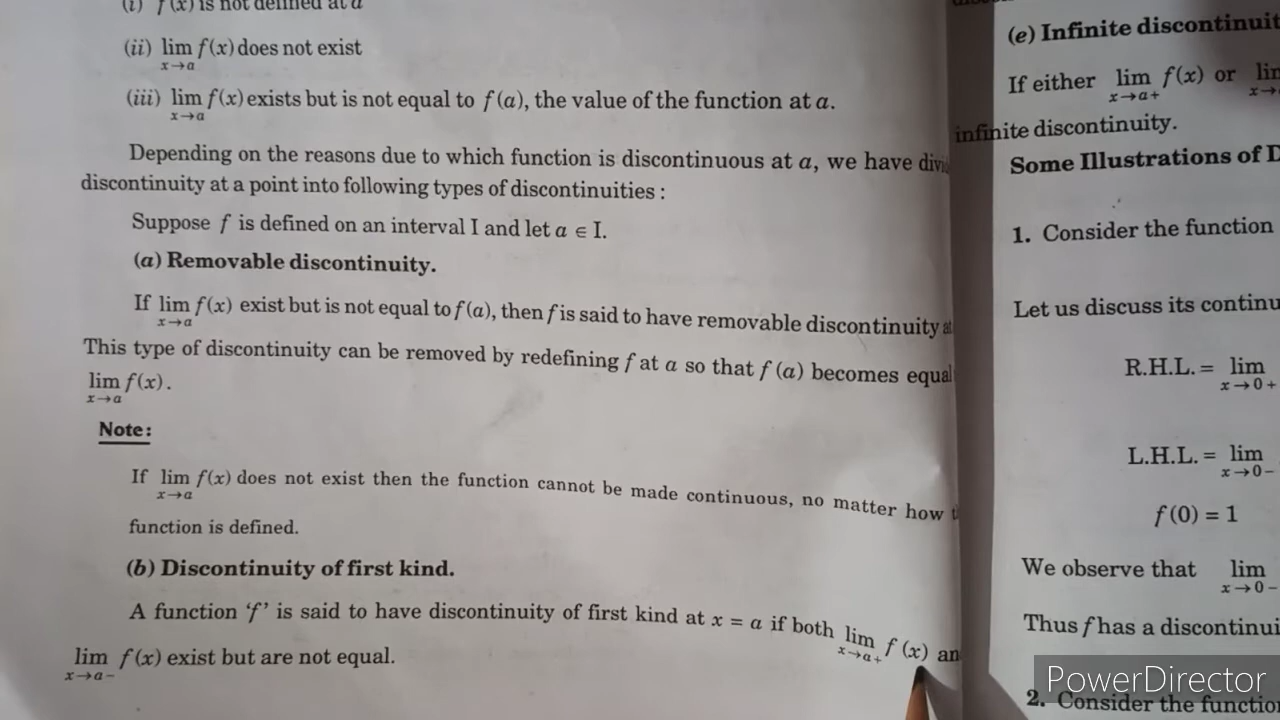 (i) f(x) is not defined at a
(ii) lim f(x) does not exist
x→a
(iii) lim f(x) exists but is not equal to f(a), the value of the function at a.
x→a
Depending on the reasons due to which function is discontinuous at a, we have
discontinuity at a point into following types of discontinuities :
Suppose f is defined on an interval I and let a ∈ I.
(a) Removable discontinuity.
If lim f(x) exist but is not equal to f(a), then f is said to have removable discontinuity
x→a
This type of discontinuity can be removed by redefining f at a so that f(a) becomes equal
lim f(x).
x→a
Note:
If lim f(x) does not exist then the function cannot be made continuous, no matter how
x→a
function is defined.
(b) Discontinuity of first kind.
A function 'f' is said to have discontinuity of first kind at x = a if both lim f(x)
x→a+
lim f(x) exist but are not equal.
x→a−
(e) Infinite
If either lim f(x) or
x→a+
infinite discontinuity.
Some Illustrations of
1. Consider the function
Let us discuss its
R.H.L. = lim
x→0+
L.H.L. = lim
x→0−
f(0) = 1
We observe that lim
x→0−
Thus f has a
2. Consider the
PowerDirector